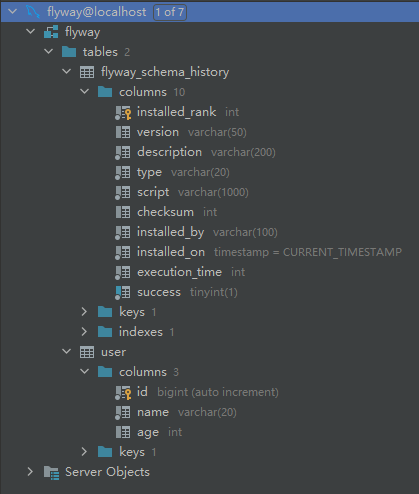 flyway@localhost 1 of 7
flyway
tables 2
flyway_schema_history
columns 10
installed_rank int
version varchar(50)
description varchar(200)
type varchar(20)
script varchar(1000)
checksum int
installed_by varchar(100)
installed_on timestamp = CURRENT_TIMESTAMP
execution_time int
success tinyint(1)
keys 1
indexes 1
user
columns 3
id bigint (auto increment)
name varchar(20)
age int
keys 1
Server Objects